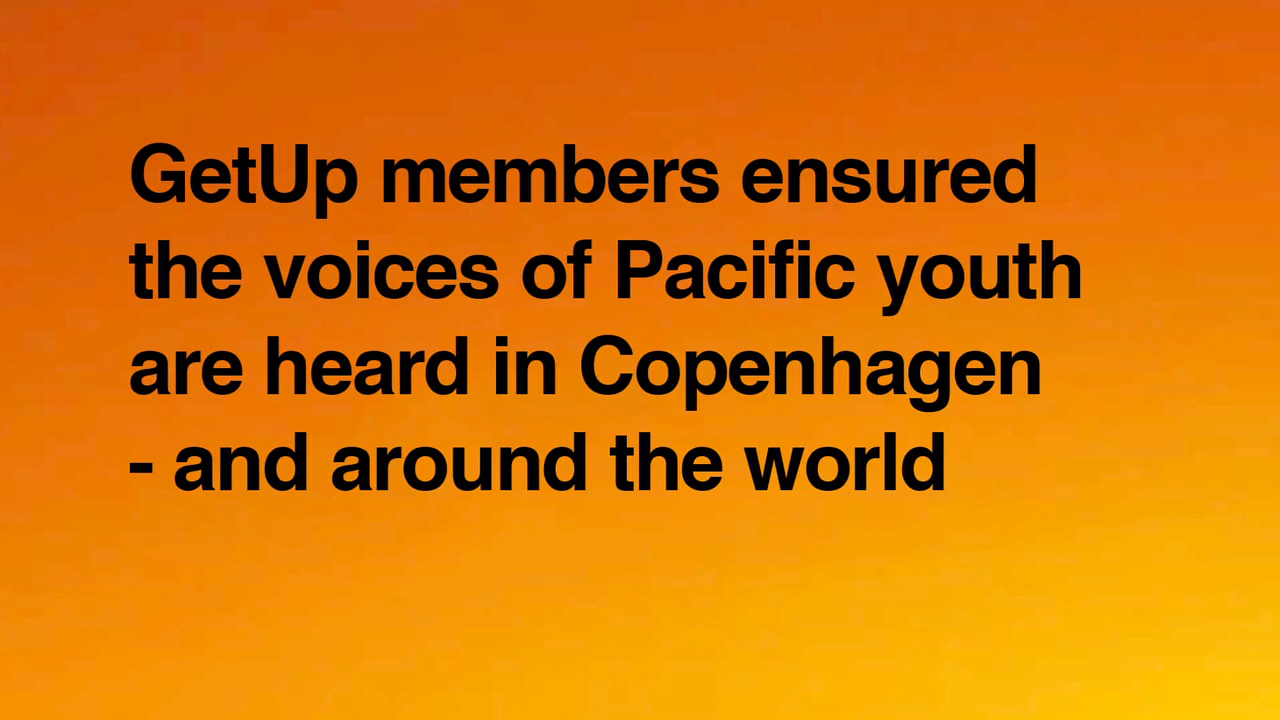 GetUp members ensured
the voices of Pacific youth
are heard in Copenhagen
- and around the world